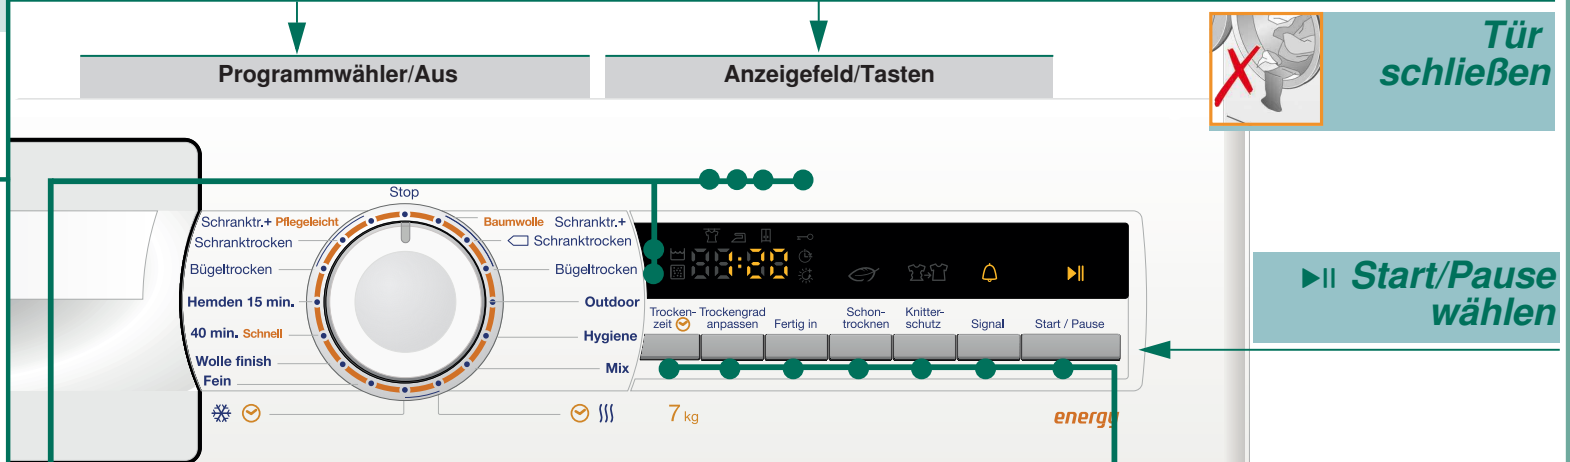 Programmwähler/Aus
Anzeigefeld/Tasten
Tür
schließen
Stop
Schranktr.+ Pflegeleicht
Baumwolle Schranktr.+
Schranktrocken
Schranktrocken
Bügeltrocken
Bügeltrocken
Hemden 15 min.
Outdoor
40 min. Schnell
Hygiene
Wolle finish
Mix
Fein
1:20
Trocken-
zeit
Trockengrad
anpassen
Fertig in
Schon-
trocknen
Knitter-
schutz
Signal
Start / Pause
Start/Pause
wählen
7 kg
energy